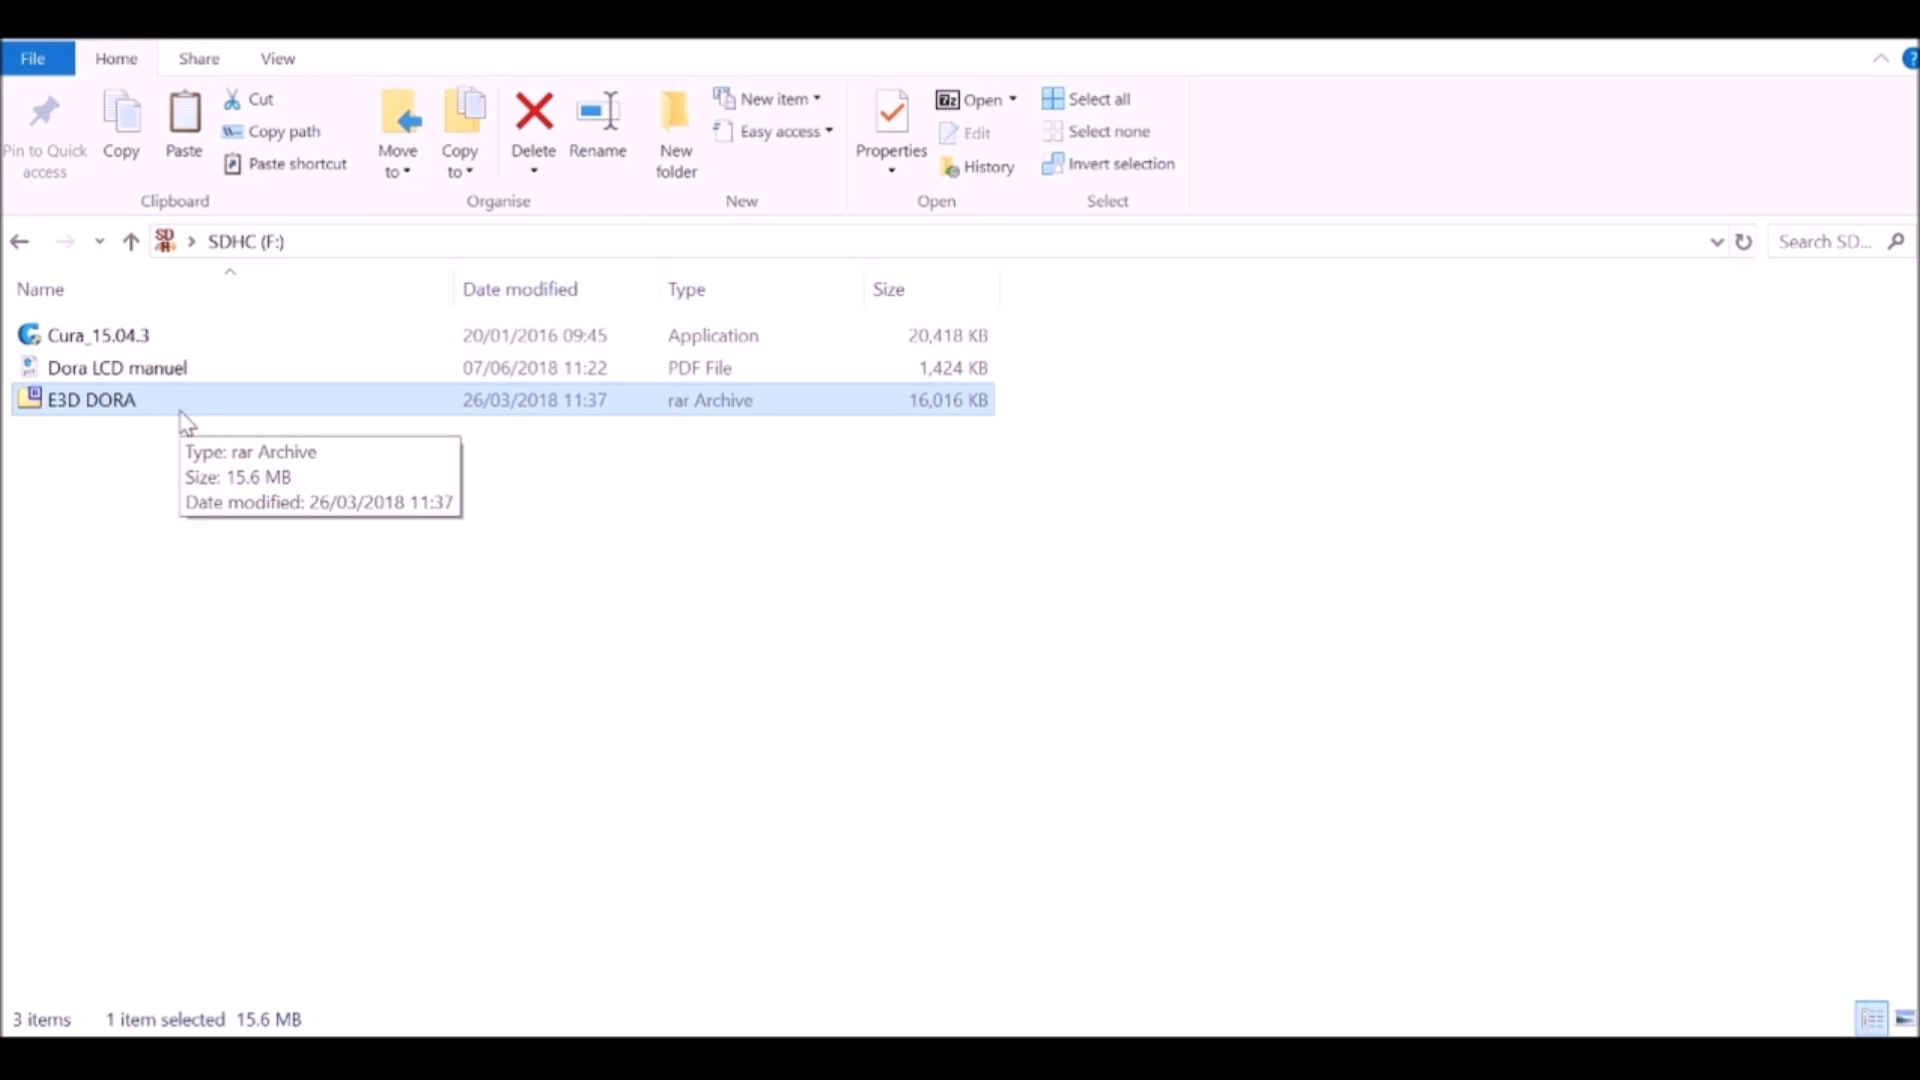 File Home Share View
Pin to Quick access
Copy
Paste
Cut
Copy path
Paste shortcut
Clipboard
Move to
Copy to
Delete
Rename
Organise
New folder
New item
Easy access
New
Properties
Open
Edit
History
Open
Select all
Select none
Invert selection
Select
SD
H
SDHC (F:)
Search SD...
Name Date modified Type Size
Cura_15.04.3 20/01/2016 09:45 Application 20,418 KB
Dora LCD manuel 07/06/2018 11:22 PDF File 1,424 KB
E3D DORA 26/03/2018 11:37 rar Archive 16,016 KB
Type: rar Archive
Size: 15.6 MB
Date modified: 26/03/2018 11:37
3 items 1 item selected 15.6 MB